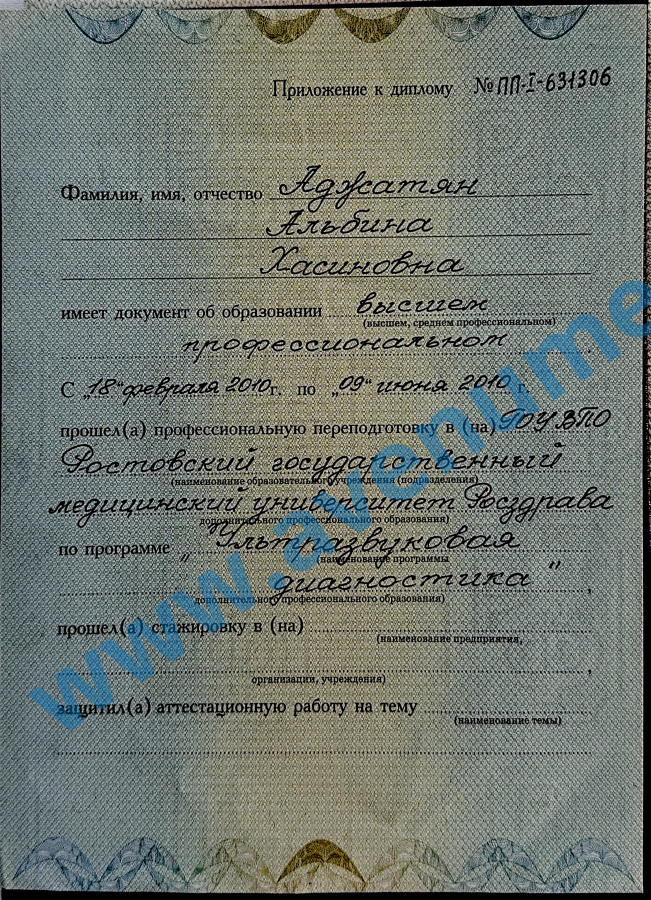 Приложение к диплому № ПП-I-631306
Фамилия, имя, отчество Аджатян
Альбина
Хасиновна
имеет документ об образовании высшем
(высшем, среднем профессиональном)
профессиональном
С „18“ февраля 2010 г. по „09“ июня 2010 г.
прошел(а) профессиональную переподготовку в (на) ГОУ ВПО
Ростовский государственный
(наименование образовательного учреждения (подразделения)
медицинский университет Росздрава
дополнительного профессионального образования)
по программе „Ультразвуковая
(наименование программы
диагностика“,
дополнительного профессионального образования)
прошел(а) стажировку в (на)
(наименование предприятия,
организации, учреждения)
защитил(а) аттестационную работу на тему
(наименование темы)
www.avenume